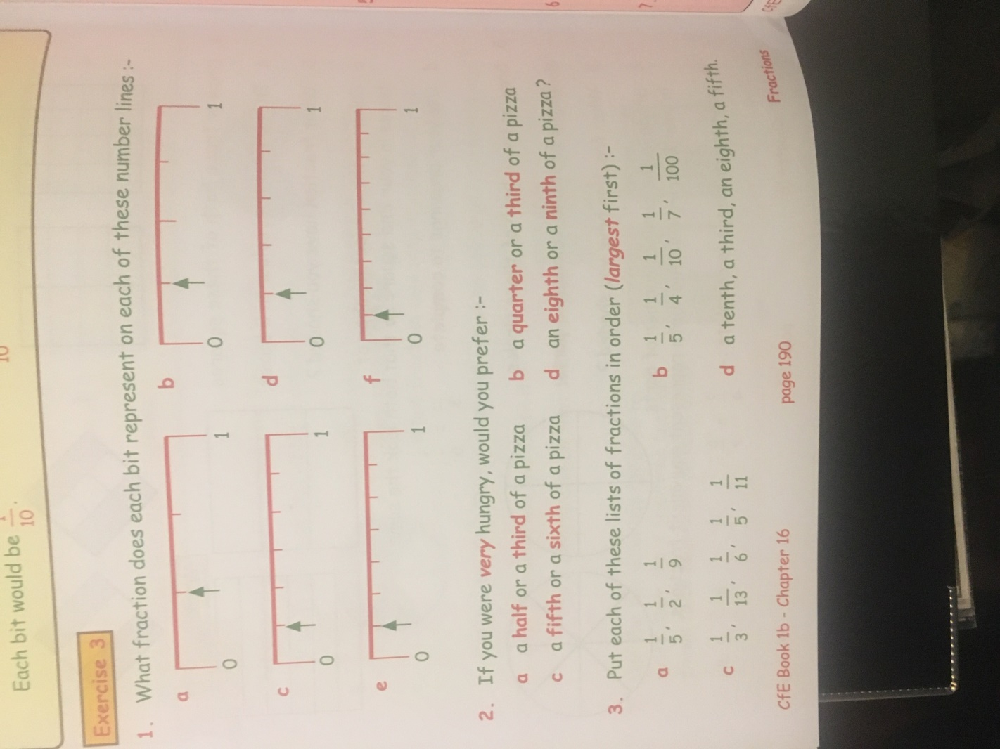 Each bit would be 1/10.
10
Exercise 3
1. What fraction does each bit represent on each of these number lines :-
a 0 1 b 0 1
c 0 1 d 0 1
e 0 1 f 0 1
2. If you were very hungry, would you prefer :-
a a half or a third of a pizza b a quarter or a third of a pizza
c a fifth or a sixth of a pizza d an eighth or a ninth of a pizza?
3. Put each of these lists of fractions in order (largest first) :-
a 1/5, 1/2, 1/9 b 1/5, 1/4, 1/10, 1/7, 1/100
c 1/3, 1/13, 1/6, 1/5, 1/11 d a tenth, a third, an eighth, a fifth.
CfE Book 1b - Chapter 16 page 190 Fractions
6
7.
CfE